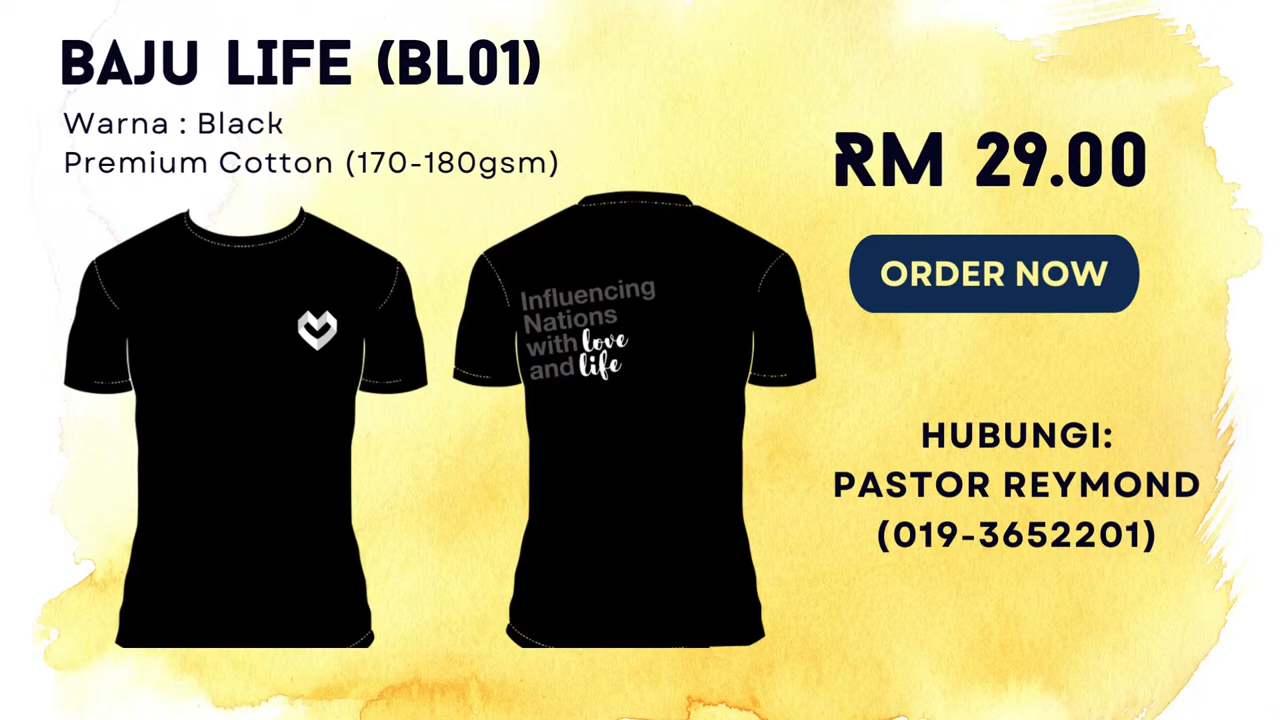 BAJU LIFE (BL01)
Warna : Black
Premium Cotton (170-180gsm)
RM 29.00
ORDER NOW
Influencing
Nations
with love
and life
HUBUNGI:
PASTOR REYMOND
(019-3652201)